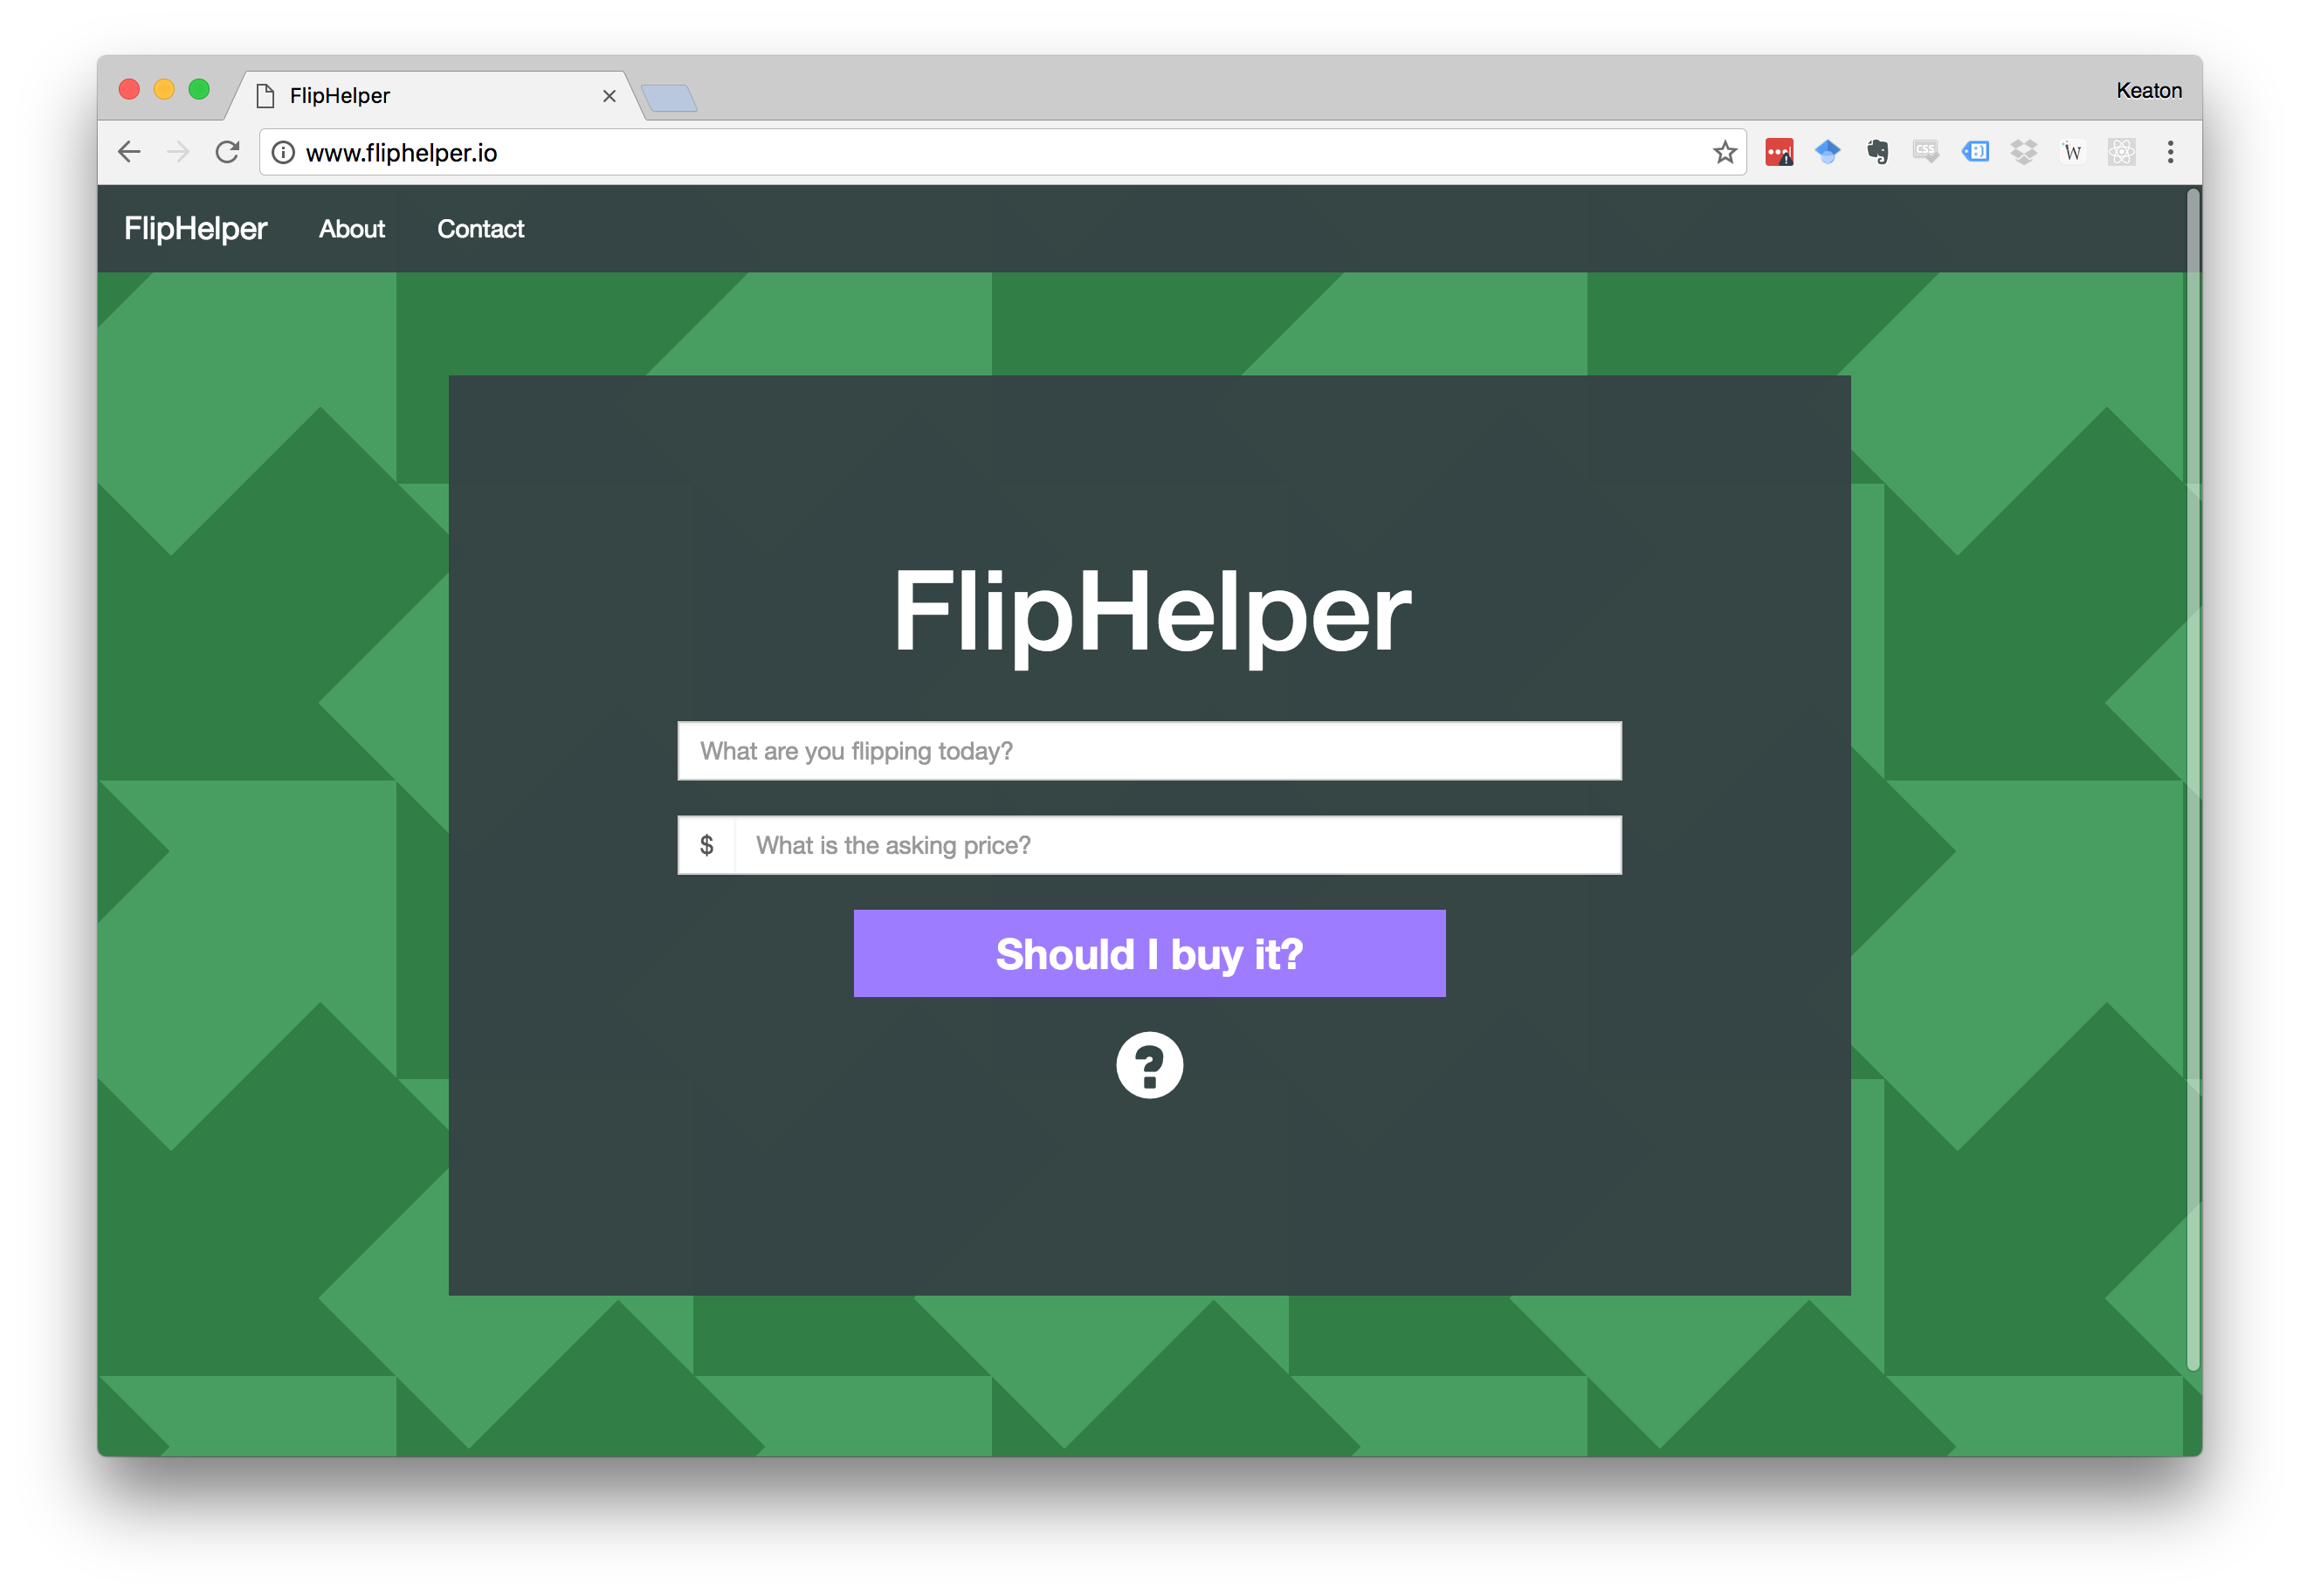 FlipHelper
Keaton
www.fliphelper.io
CSS
W
FlipHelper About Contact
FlipHelper
What are you flipping today?
$ What is the asking price?
Should I buy it?
?